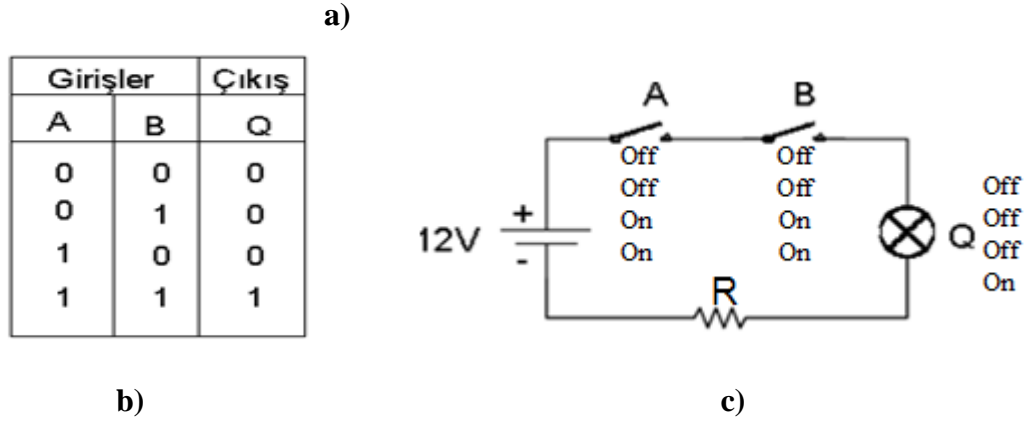 a)
Girişler Çıkış
A B Q
0 0 0
0 1 0
1 0 0
1 1 1
A B
Off Off
Off Off
On On
On On
12V
+
-
R
Q
Off
Off
Off
On
b)
c)